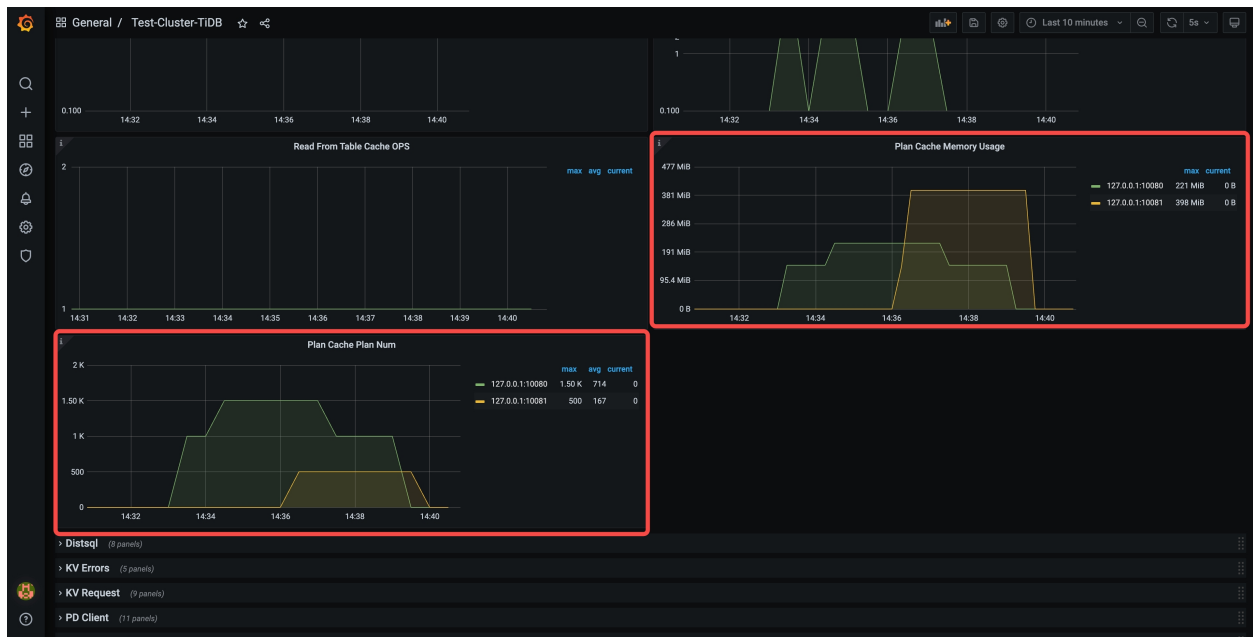 General / Test-Cluster-TiDB
Last 10 minutes
5s
0.100
14:32 14:34 14:36 14:38 14:40
1
0.100
14:32 14:34 14:36 14:38 14:40
Read From Table Cache OPS
2
1
14:31 14:32 14:33 14:34 14:35 14:36 14:37 14:38 14:39 14:40
max avg current
Plan Cache Memory Usage
477 MiB
381 MiB
286 MiB
191 MiB
95.4 MiB
0 B
14:32 14:34 14:36 14:38 14:40
max current
127.0.0.1:10080 221 MiB 0 B
127.0.0.1:10081 398 MiB 0 B
Plan Cache Plan Num
2 K
1.50 K
1 K
500
0
14:32 14:34 14:36 14:38 14:40
max avg current
127.0.0.1:10080 1.50 K 714 0
127.0.0.1:10081 500 167 0
Distsql (8 panels)
KV Errors (5 panels)
KV Request (9 panels)
PD Client (11 panels)